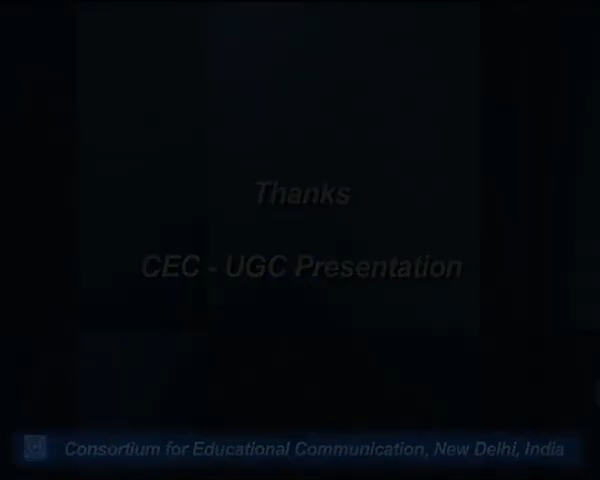 Thanks
CEC - UGC Presentation
Consortium for Educational Communication, New Delhi, India